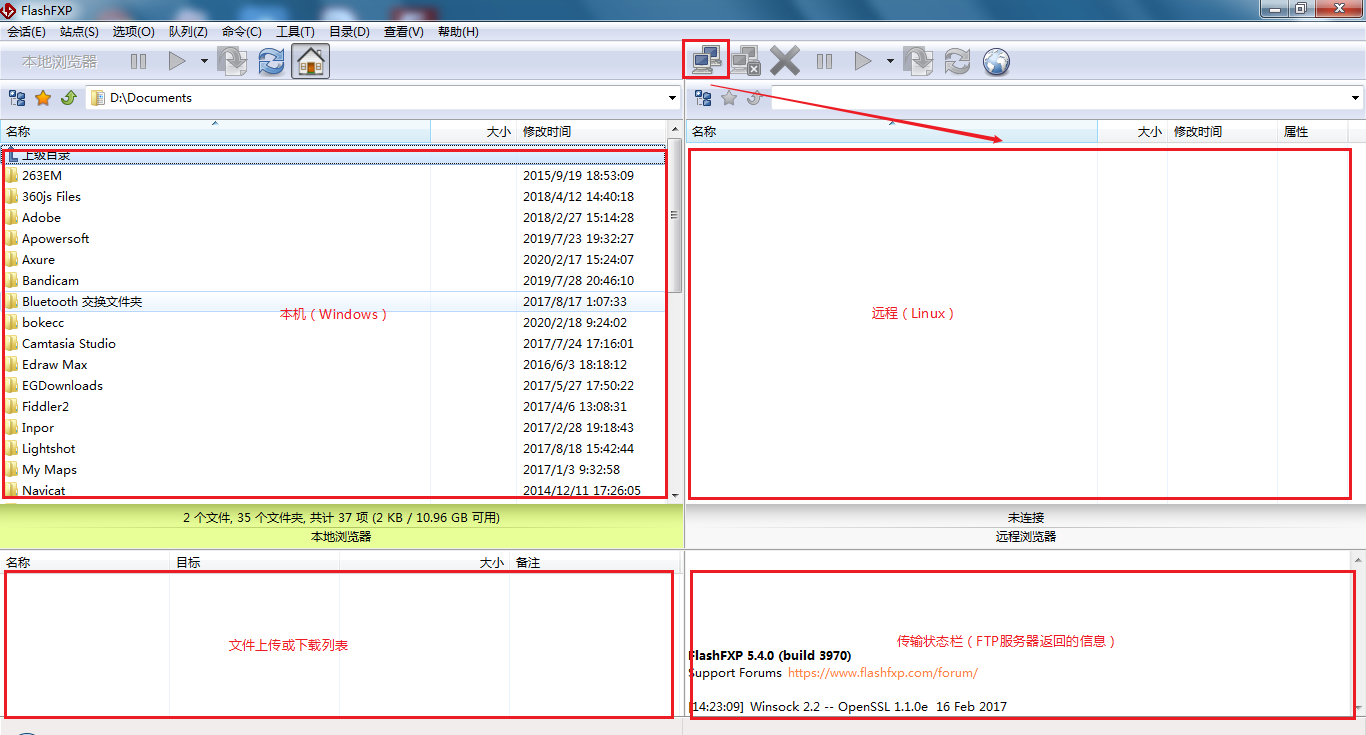 FlashFXP
会话(E) 站点(S) 选项(O) 队列(Z) 命令(C) 工具(T) 目录(D) 查看(V) 帮助(H)
本地浏览器
D:\Documents
名称 大小 修改时间
名称 大小 修改时间 属性
上级目录
263EM 2015/9/19 18:53:09
360js Files 2018/4/12 14:40:18
Adobe 2018/2/27 15:14:28
Apowersoft 2019/7/23 19:32:27
Axure 2020/2/17 15:24:07
Bandicam 2019/7/28 20:46:10
Bluetooth 交换文件夹 2017/8/17 1:07:33
本机（Windows） 远程（Linux）
bokecc 2020/2/18 9:24:02
Camtasia Studio 2017/7/24 17:16:01
Edraw Max 2016/6/3 18:18:12
EGDownloads 2017/5/27 17:50:22
Fiddler2 2017/4/6 13:08:31
Inpor 2017/2/28 19:18:43
Lightshot 2017/8/18 15:42:44
My Maps 2017/1/3 9:32:58
Navicat 2014/12/11 17:26:05
2 个文件, 35 个文件夹, 共计 37 项 (2 KB / 10.96 GB 可用)
本地浏览器
未连接
远程浏览器
名称 目标 大小 备注
文件上传或下载列表
传输状态栏（FTP服务器返回的信息）
FlashFXP 5.4.0 (build 3970)
Support Forums https://www.flashfxp.com/forum/
[14:23:09] Winsock 2.2 -- OpenSSL 1.1.0e 16 Feb 2017